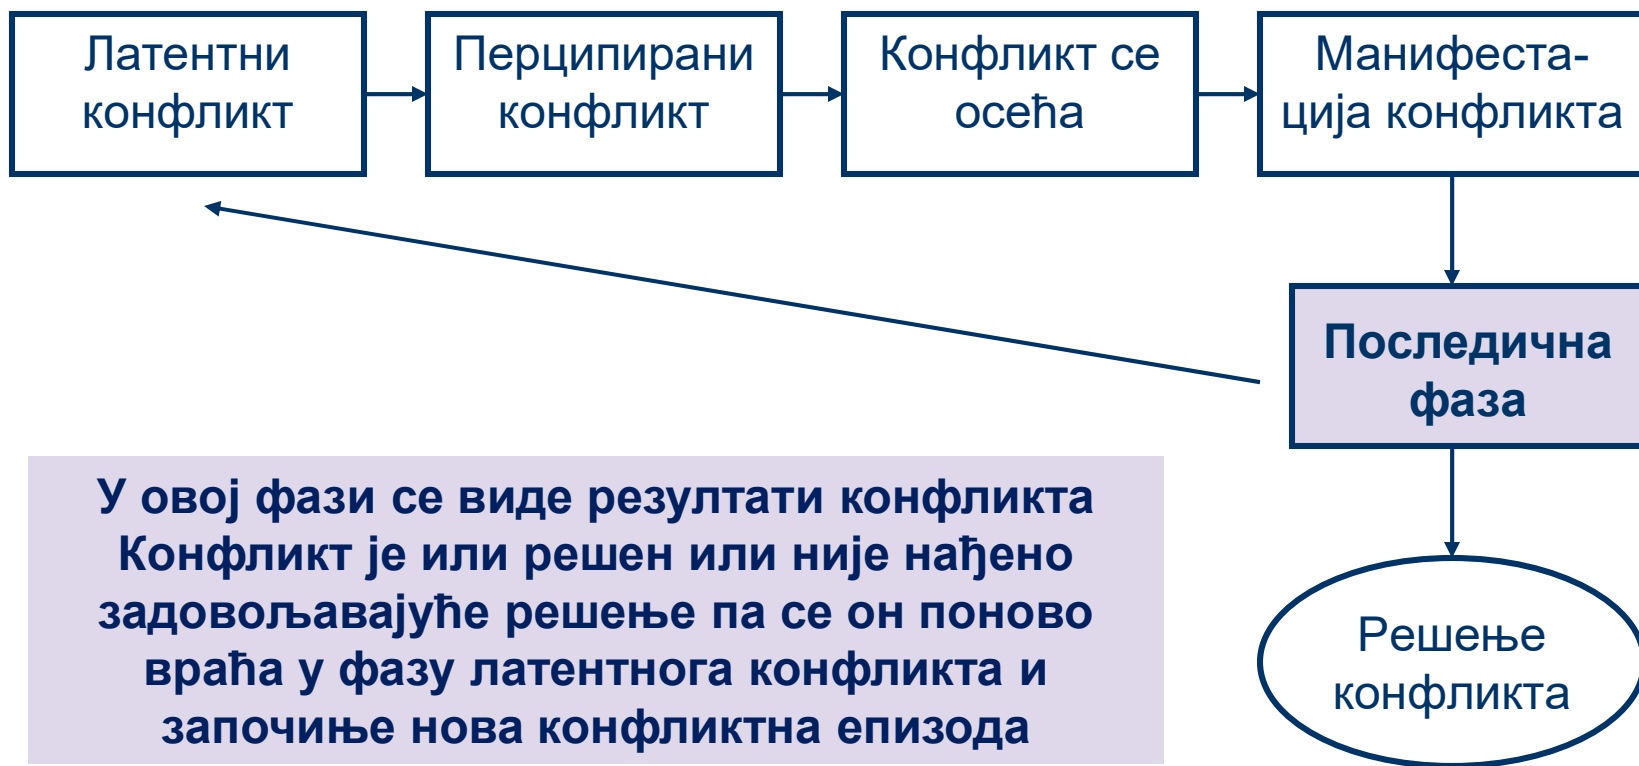 Латентни
конфликт
Перципирани
конфликт
Конфликт се
осећа
Манифеста-
ција конфликта
Последична
фаза
У овој фази се виде резултати конфликта
Конфликт је или решен или није нађено
задовољавајуће решење па се он поново
враћа у фазу латентнога конфликта и
започиње нова конфликтна епизода
Решење
конфликта